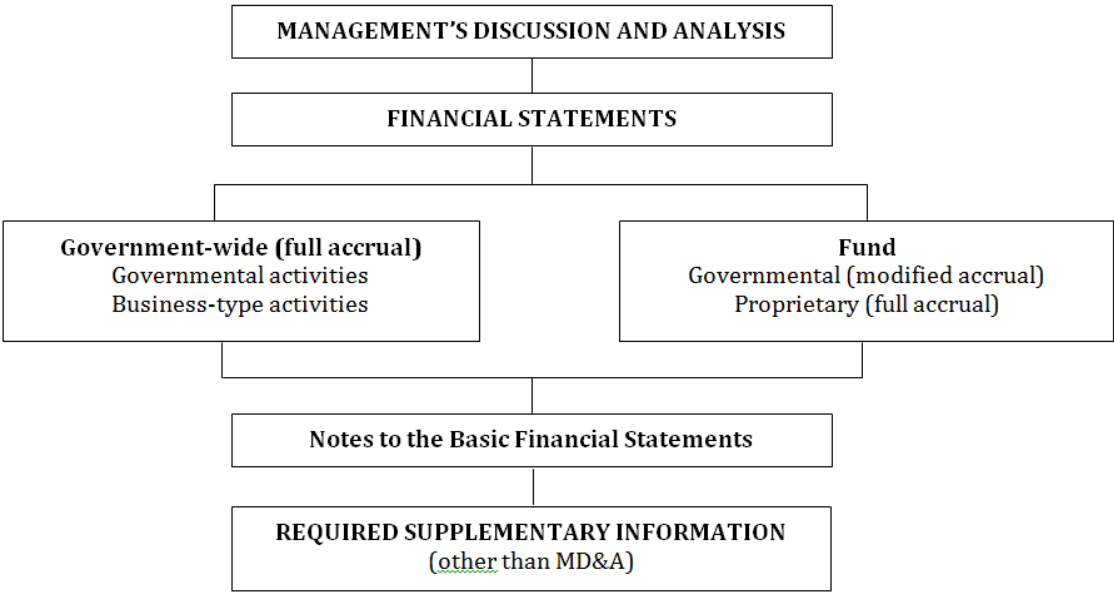 MANAGEMENT’S DISCUSSION AND ANALYSIS
FINANCIAL STATEMENTS
Government-wide (full accrual)
Governmental activities
Business-type activities
Fund
Governmental (modified accrual)
Proprietary (full accrual)
Notes to the Basic Financial Statements
REQUIRED SUPPLEMENTARY INFORMATION
(other than MD&A)